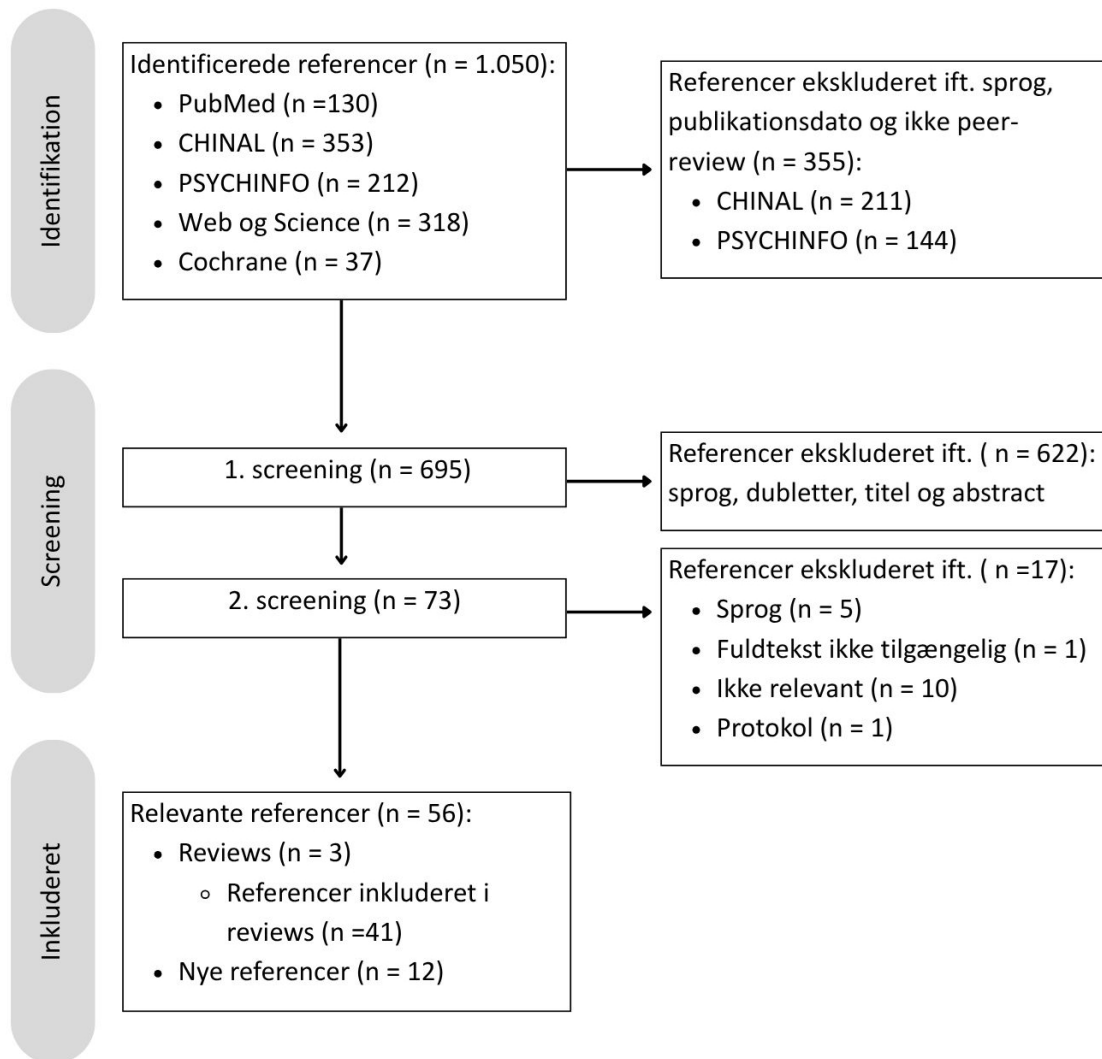 Identifikation
Identificerede referencer (n = 1.050):
• PubMed (n =130)
• CHINAL (n = 353)
• PSYCHINFO (n = 212)
• Web og Science (n = 318)
• Cochrane (n = 37)
Referencer ekskluderet ift. sprog,
publikationsdato og ikke peer-
review (n = 355):
• CHINAL (n = 211)
• PSYCHINFO (n = 144)
Screening
1. screening (n = 695)
Referencer ekskluderet ift. ( n = 622):
sprog, dubletter, titel og abstract
2. screening (n = 73)
Referencer ekskluderet ift. ( n =17):
• Sprog (n = 5)
• Fuldtekst ikke tilgængelig (n = 1)
• Ikke relevant (n = 10)
• Protokol (n = 1)
Inkluderet
Relevante referencer (n = 56):
• Reviews (n = 3)
◦ Referencer inkluderet i
reviews (n =41)
• Nye referencer (n = 12)